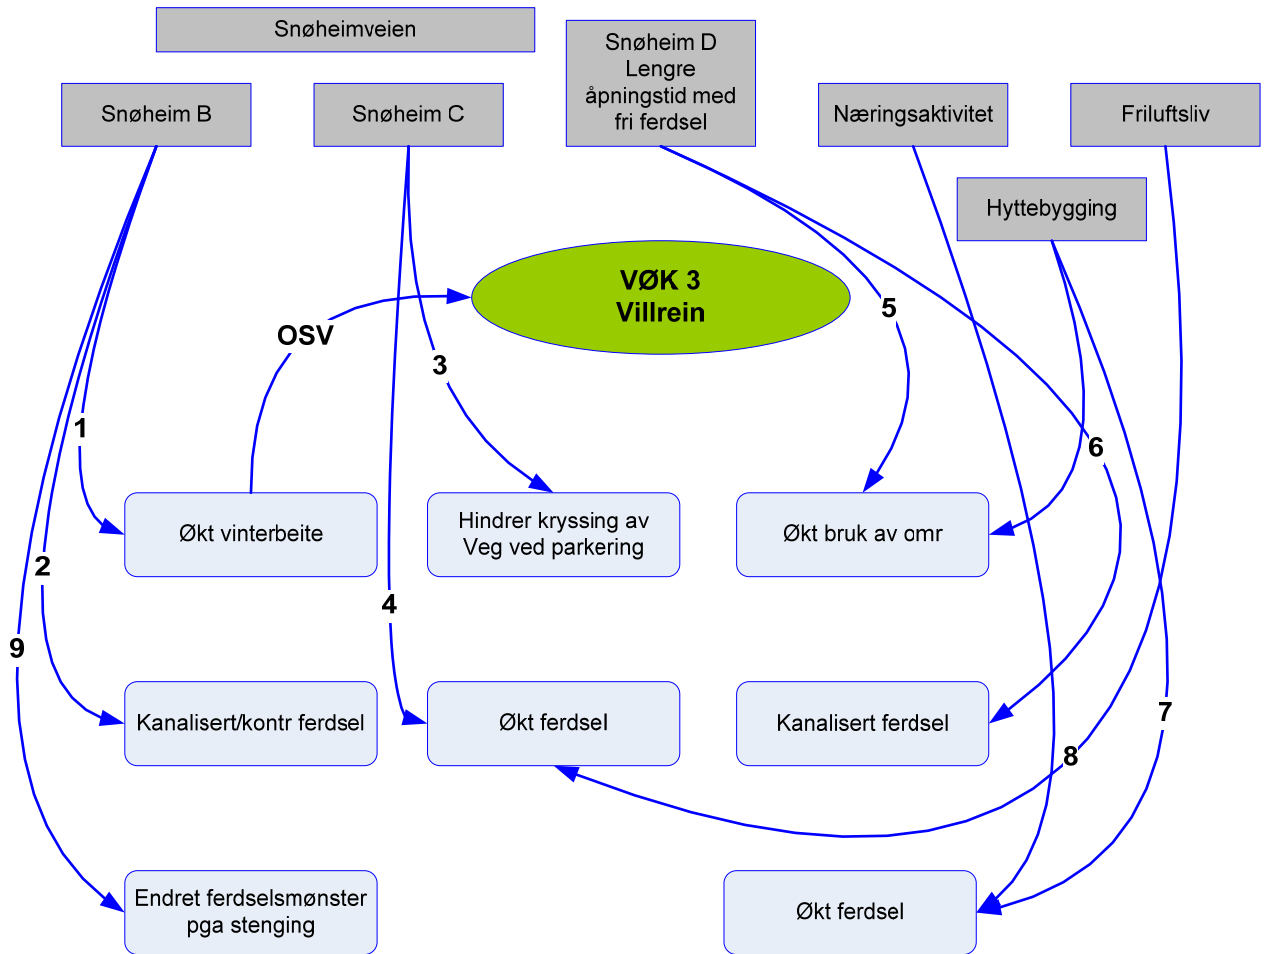 Snøheimveien
Snøheim D
Lengre
åpningstid med
fri ferdsel
Snøheim B
Snøheim C
Næringsaktivitet
Friluftsliv
Hyttebygging
VØK 3
Villrein
OSV
5
3
1
6
Økt vinterbeite
Hindrer kryssing av
Veg ved parkering
Økt bruk av omr
2
4
9
Kanalisert/kontr ferdsel
Økt ferdsel
Kanalisert ferdsel
7
8
Endret ferdselsmønster
pga stenging
Økt ferdsel